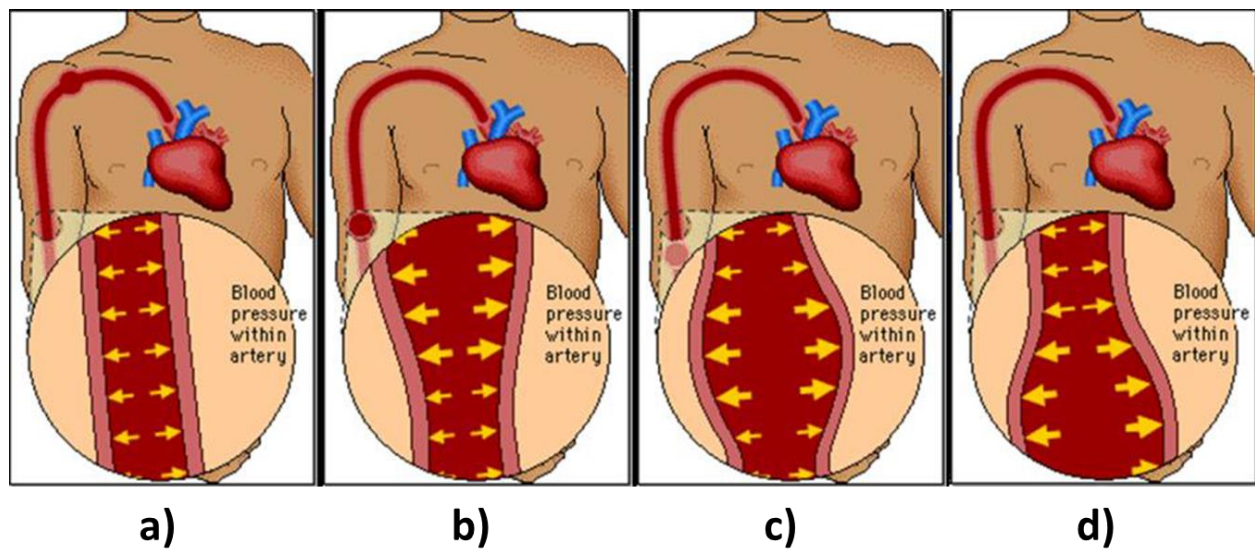 Blood
pressure
within
artery
Blood
pressure
within
artery
Blood
pressure
within
artery
Blood
pressure
within
artery
a)
b)
c)
d)